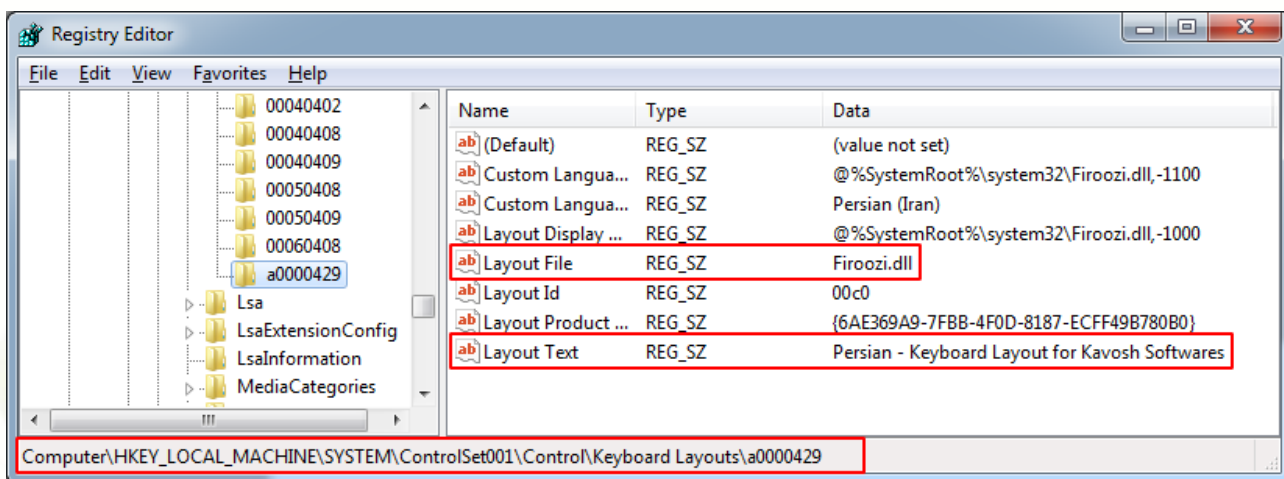 Registry Editor
File Edit View Favorites Help
00040402
00040408
00040409
00050408
00050409
00060408
a0000429
Lsa
LsaExtensionConfig
LsaInformation
MediaCategories
Name Type Data
(Default) REG_SZ (value not set)
Custom Langua... REG_SZ @%SystemRoot%\system32\Firoozi.dll,-1100
Custom Langua... REG_SZ Persian (Iran)
Layout Display ... REG_SZ @%SystemRoot%\system32\Firoozi.dll,-1000
Layout File REG_SZ Firoozi.dll
Layout Id REG_SZ 00c0
Layout Product ... REG_SZ {6AE369A9-7FBB-4F0D-8187-ECFF49B780B0}
Layout Text REG_SZ Persian - Keyboard Layout for Kavosh Softwares
Computer\HKEY_LOCAL_MACHINE\SYSTEM\ControlSet001\Control\Keyboard Layouts\a0000429